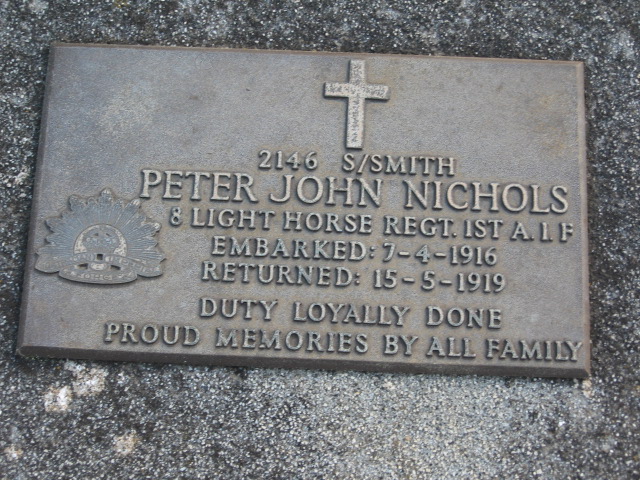 2146 S/SMITH
PETER JOHN NICHOLS
8 LIGHT HORSE REGT. 1ST A. I F
EMBARKED: 7-4-1916
RETURNED: 15-5-1919
DUTY LOYALLY DONE
PROUD MEMORIES BY ALL FAMILY